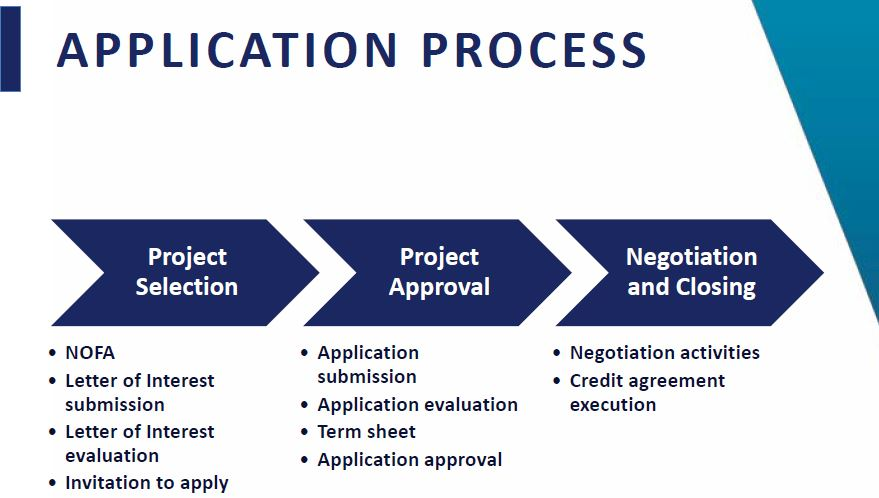 APPLICATION PROCESS
Project
Selection
• NOFA
• Letter of Interest
submission
• Letter of Interest
evaluation
• Invitation to apply
Project
Approval
• Application
submission
• Application evaluation
• Term sheet
• Application approval
Negotiation
and Closing
• Negotiation activities
• Credit agreement
execution